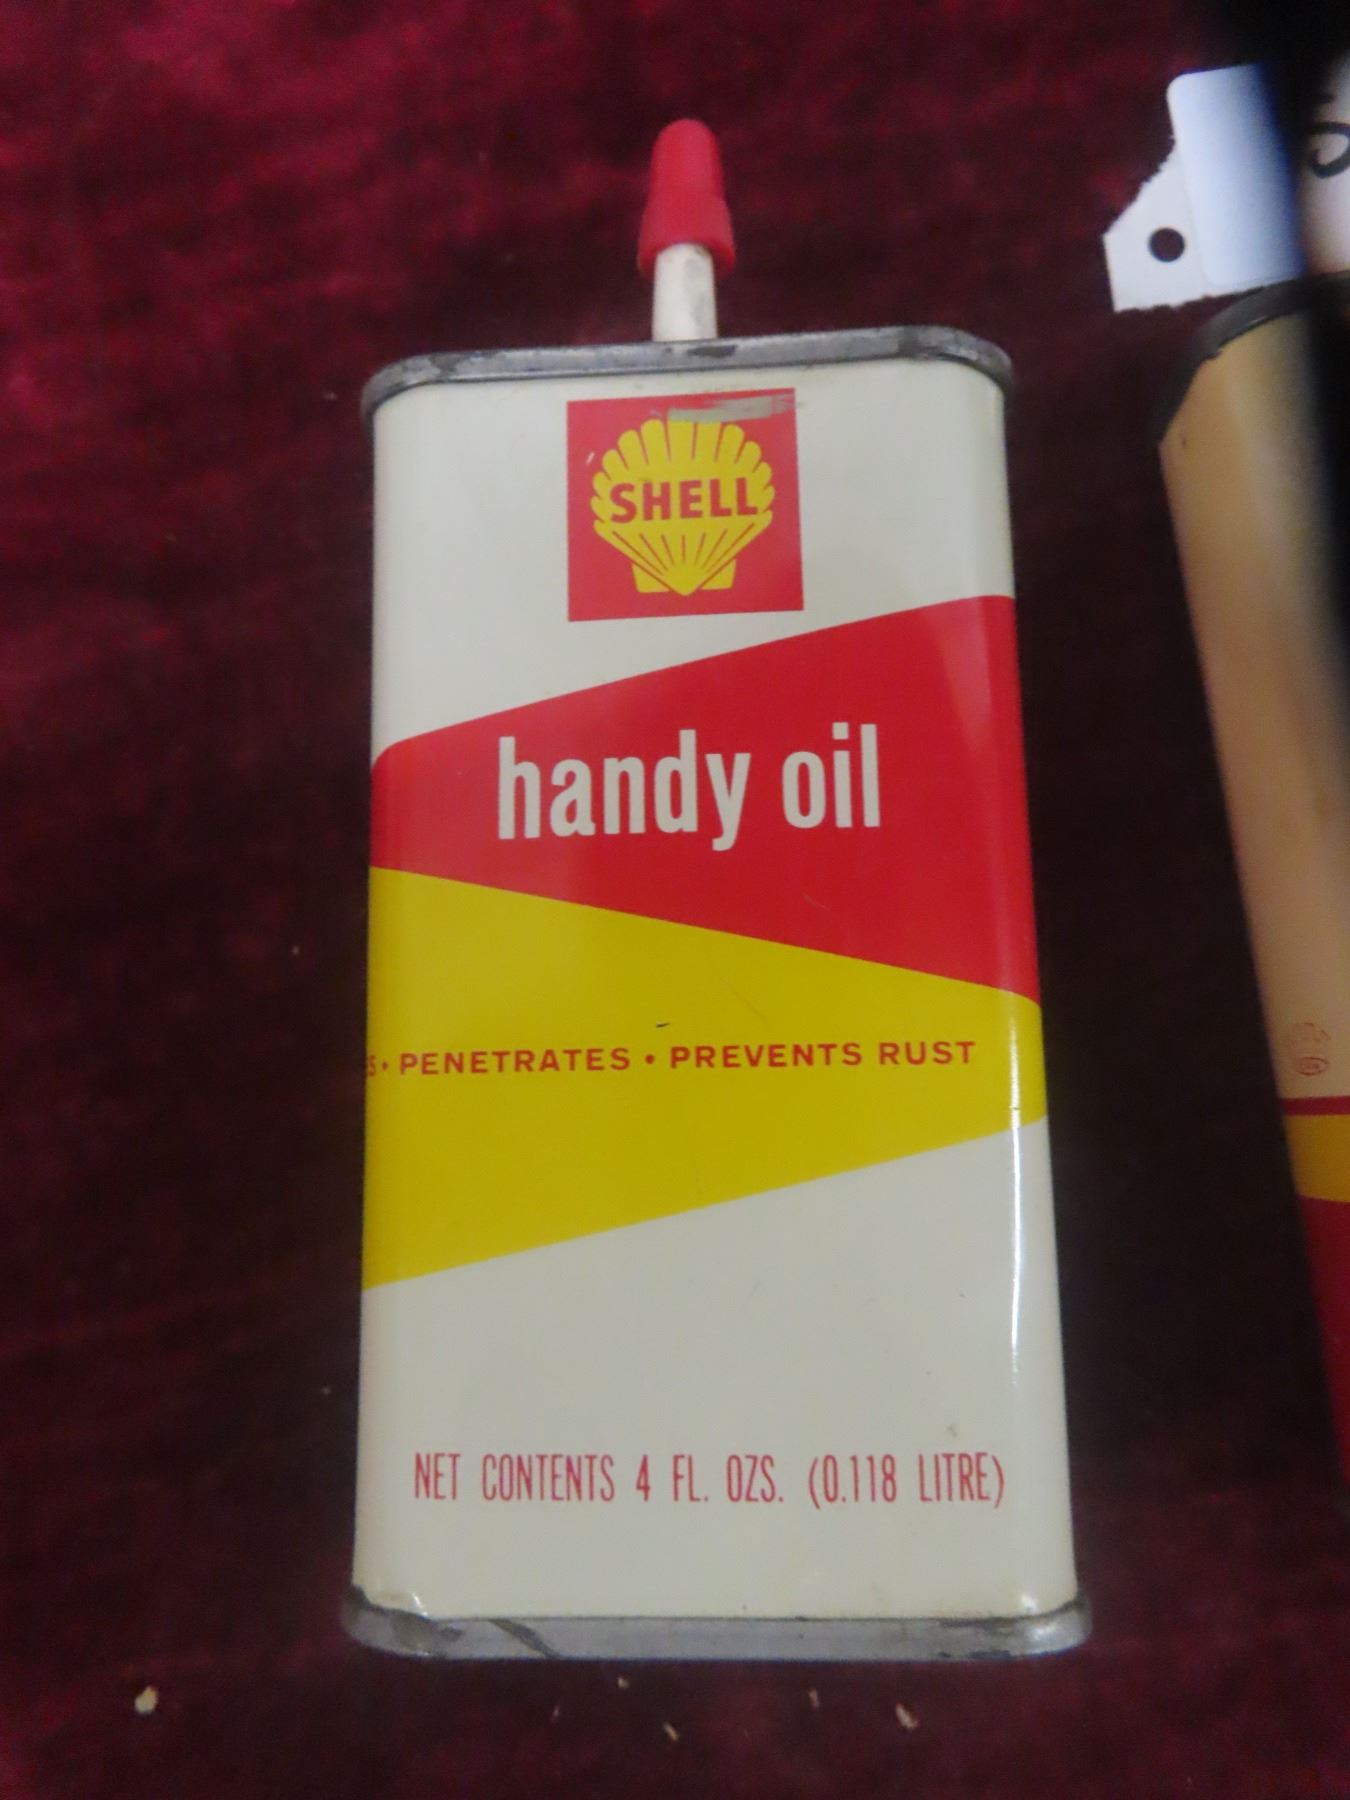 SHELL
handy oil
• PENETRATES • PREVENTS RUST
NET CONTENTS 4 FL. OZS. (0.118 LITRE)